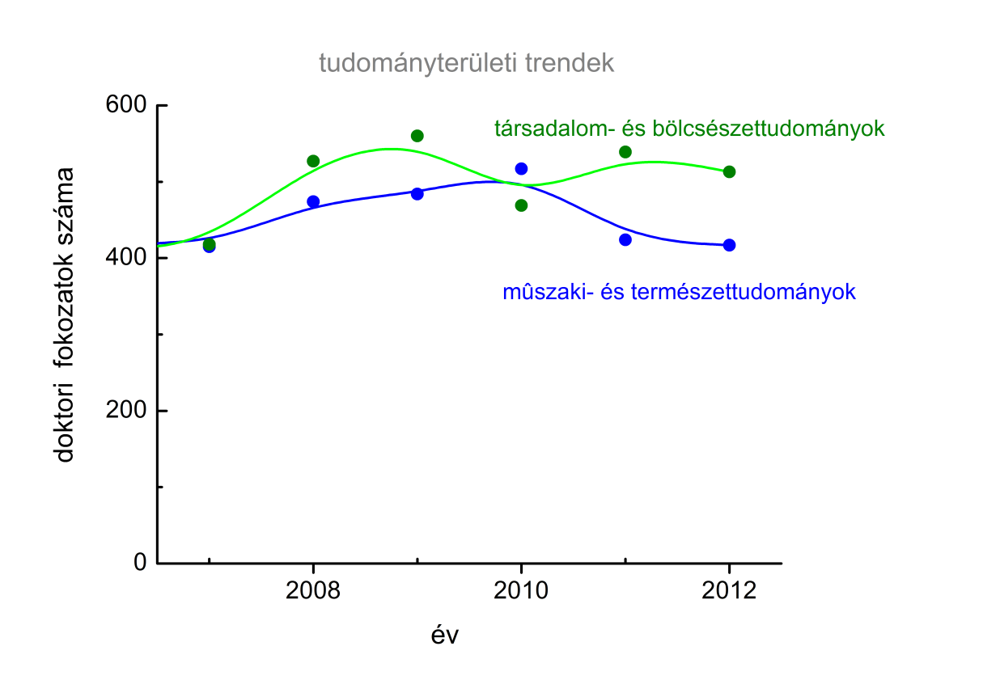 tudományterületi trendek
600
társadalom- és bölcsészettudományok
400
mûszaki- és természettudományok
doktori fokozatok száma
200
0
2008 2010 2012
év